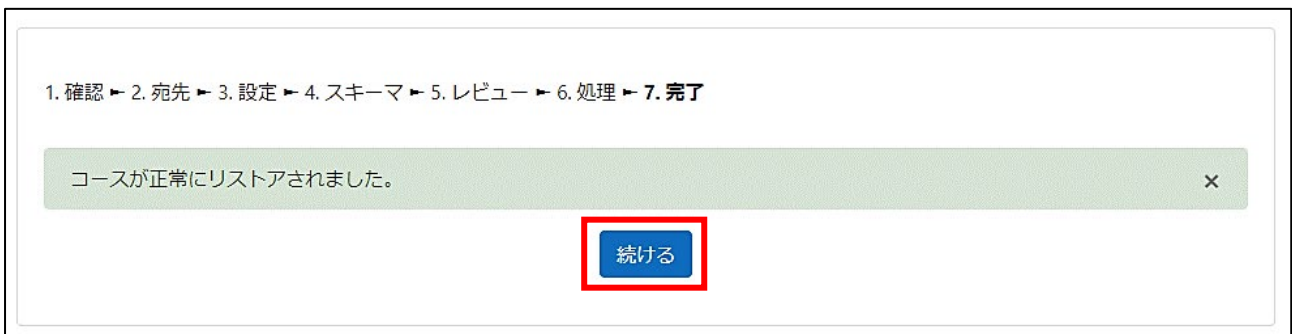 1. 確認 ► 2. 宛先 ► 3. 設定 ► 4. スキーマ ► 5. レビュー ► 6. 処理 ► 7. 完了
コースが正常にリストアされました。 ×
続ける